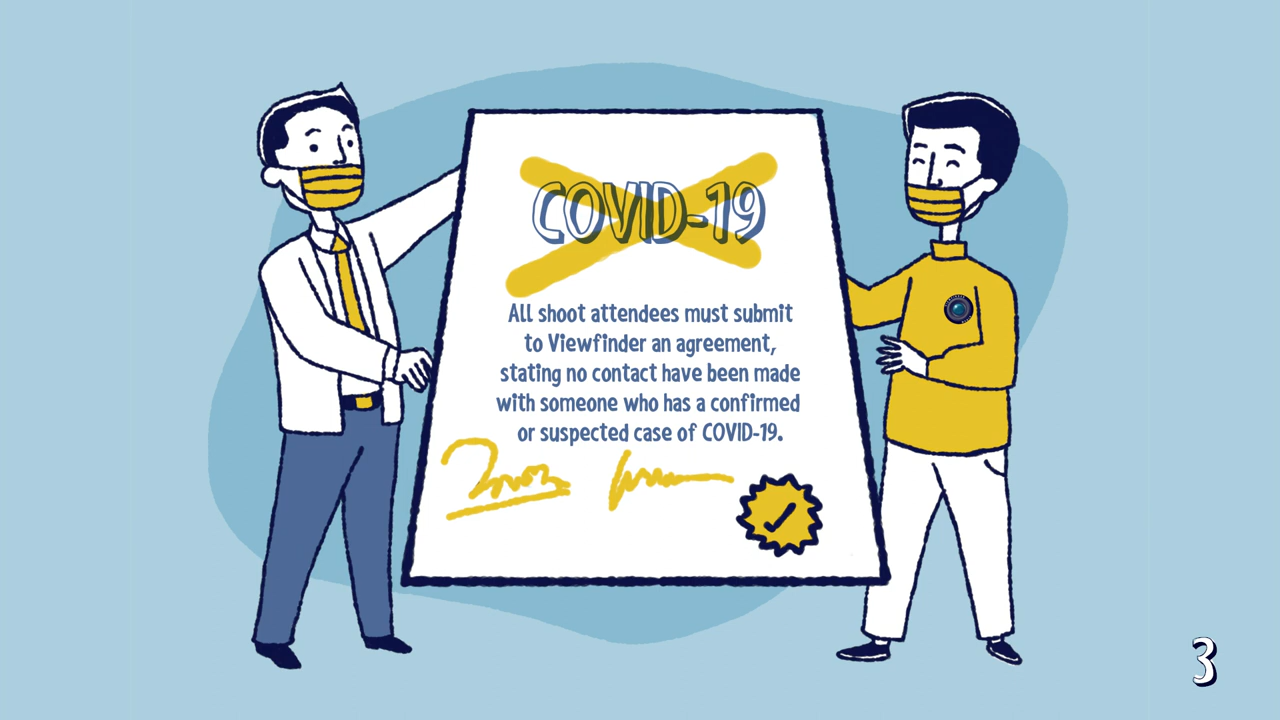 COVID-19
All shoot attendees must submit
to Viewfinder an agreement,
stating no contact have been made
with someone who has a confirmed
or suspected case of COVID-19.
3